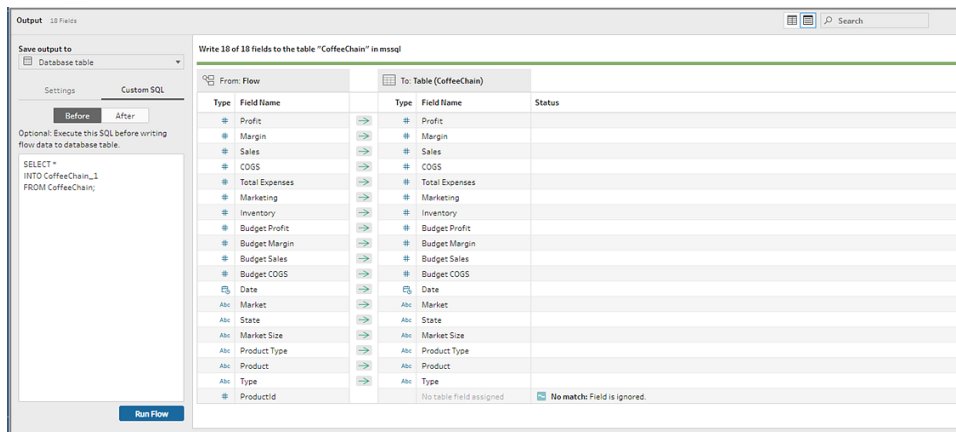 Output 18 Fields
Search
Save output to
Database table
Settings Custom SQL
Before After
Optional: Execute this SQL before writing
flow data to database table.
SELECT *
INTO CoffeeChain_1
FROM CoffeeChain;
Run Flow
Write 18 of 18 fields to the table "CoffeeChain" in mssql
From: Flow To: Table (CoffeeChain)
Type Field Name Type Field Name Status
# Profit # Profit
# Margin # Margin
# Sales # Sales
# COGS # COGS
# Total Expenses # Total Expenses
# Marketing # Marketing
# Inventory # Inventory
# Budget Profit # Budget Profit
# Budget Margin # Budget Margin
# Budget Sales # Budget Sales
# Budget COGS # Budget COGS
Date Date
Abc Market Abc Market
Abc State Abc State
Abc Market Size Abc Market Size
Abc Product Type Abc Product Type
Abc Product Abc Product
Abc Type Abc Type
# ProductId No table field assigned No match: Field is ignored.